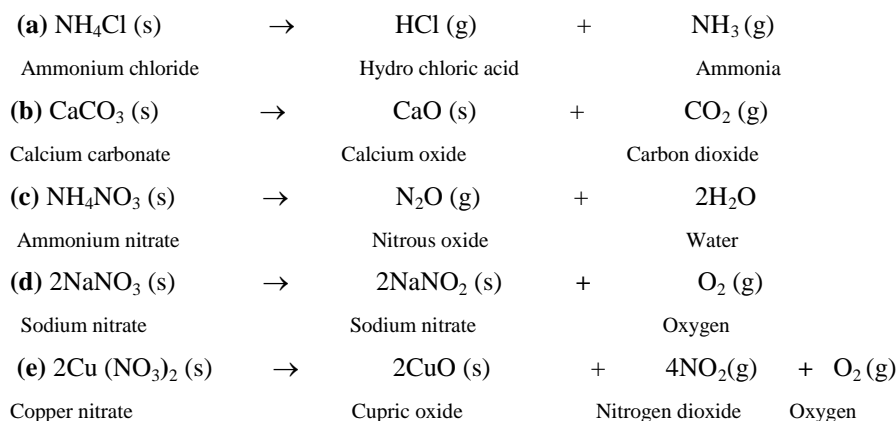 (a) NH₄Cl (s) → HCl (g) + NH₃ (g)
Ammonium chloride Hydro chloric acid Ammonia
(b) CaCO₃ (s) → CaO (s) + CO₂ (g)
Calcium carbonate Calcium oxide Carbon dioxide
(c) NH₄NO₃ (s) → N₂O (g) + 2H₂O
Ammonium nitrate Nitrous oxide Water
(d) 2NaNO₃ (s) → 2NaNO₂ (s) + O₂ (g)
Sodium nitrate Sodium nitrate Oxygen
(e) 2Cu (NO₃)₂ (s) → 2CuO (s) + 4NO₂(g) + O₂ (g)
Copper nitrate Cupric oxide Nitrogen dioxide Oxygen